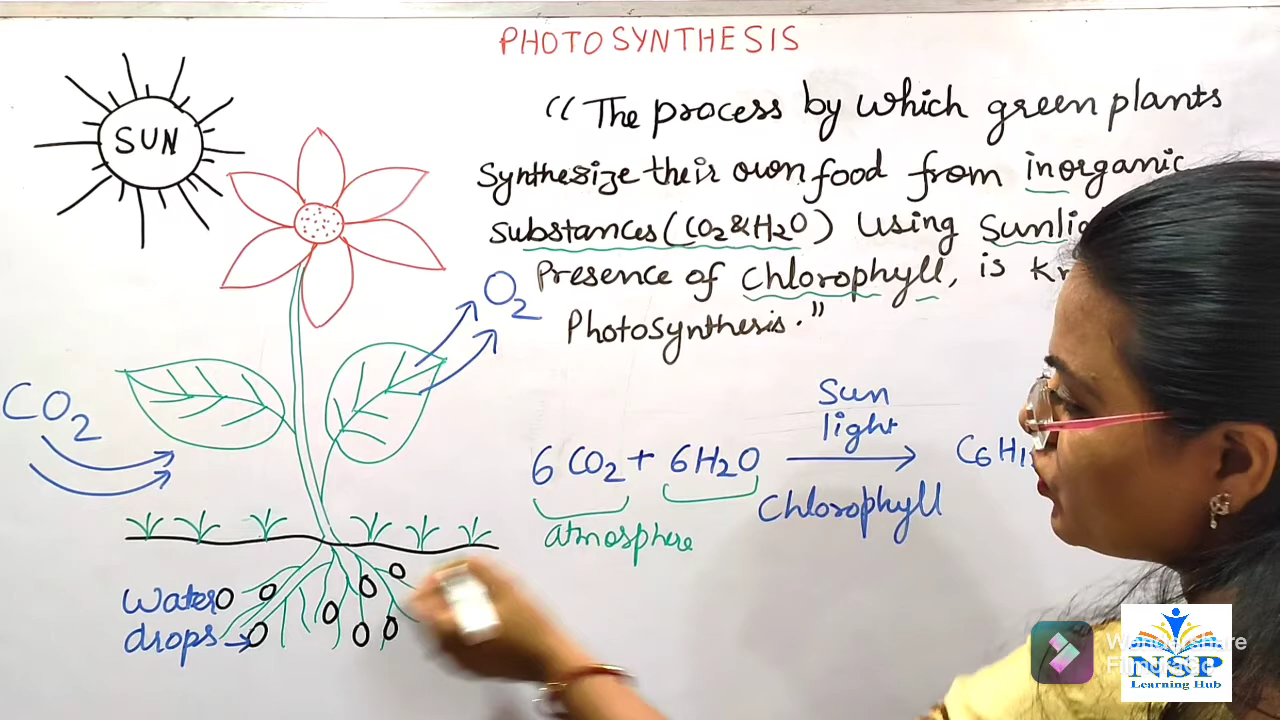 PHOTOSYNTHESIS
SUN
“The process by which green plants
Synthesize their own food from inorganic
substances (CO2 & H2O) Using
Presence of Chlorophyll, is
Photosynthesis.”
O2
CO2
Sun
light
6 CO2 + 6H2O
Chlorophyll
atmosphere
Water
drops
Wondershare
NSP
Learning Hub